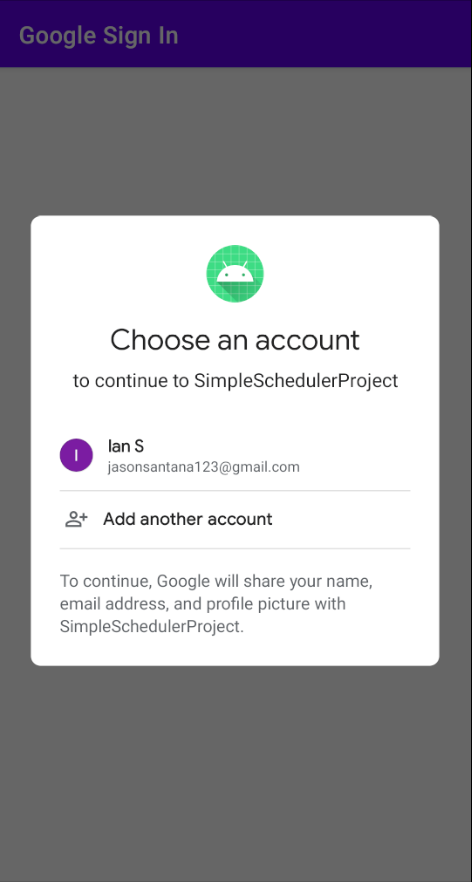 Google Sign In
Choose an account
to continue to SimpleSchedulerProject
I
Ian S
jasonsantana123@gmail.com
Add another account
To continue, Google will share your name,
email address, and profile picture with
SimpleSchedulerProject.